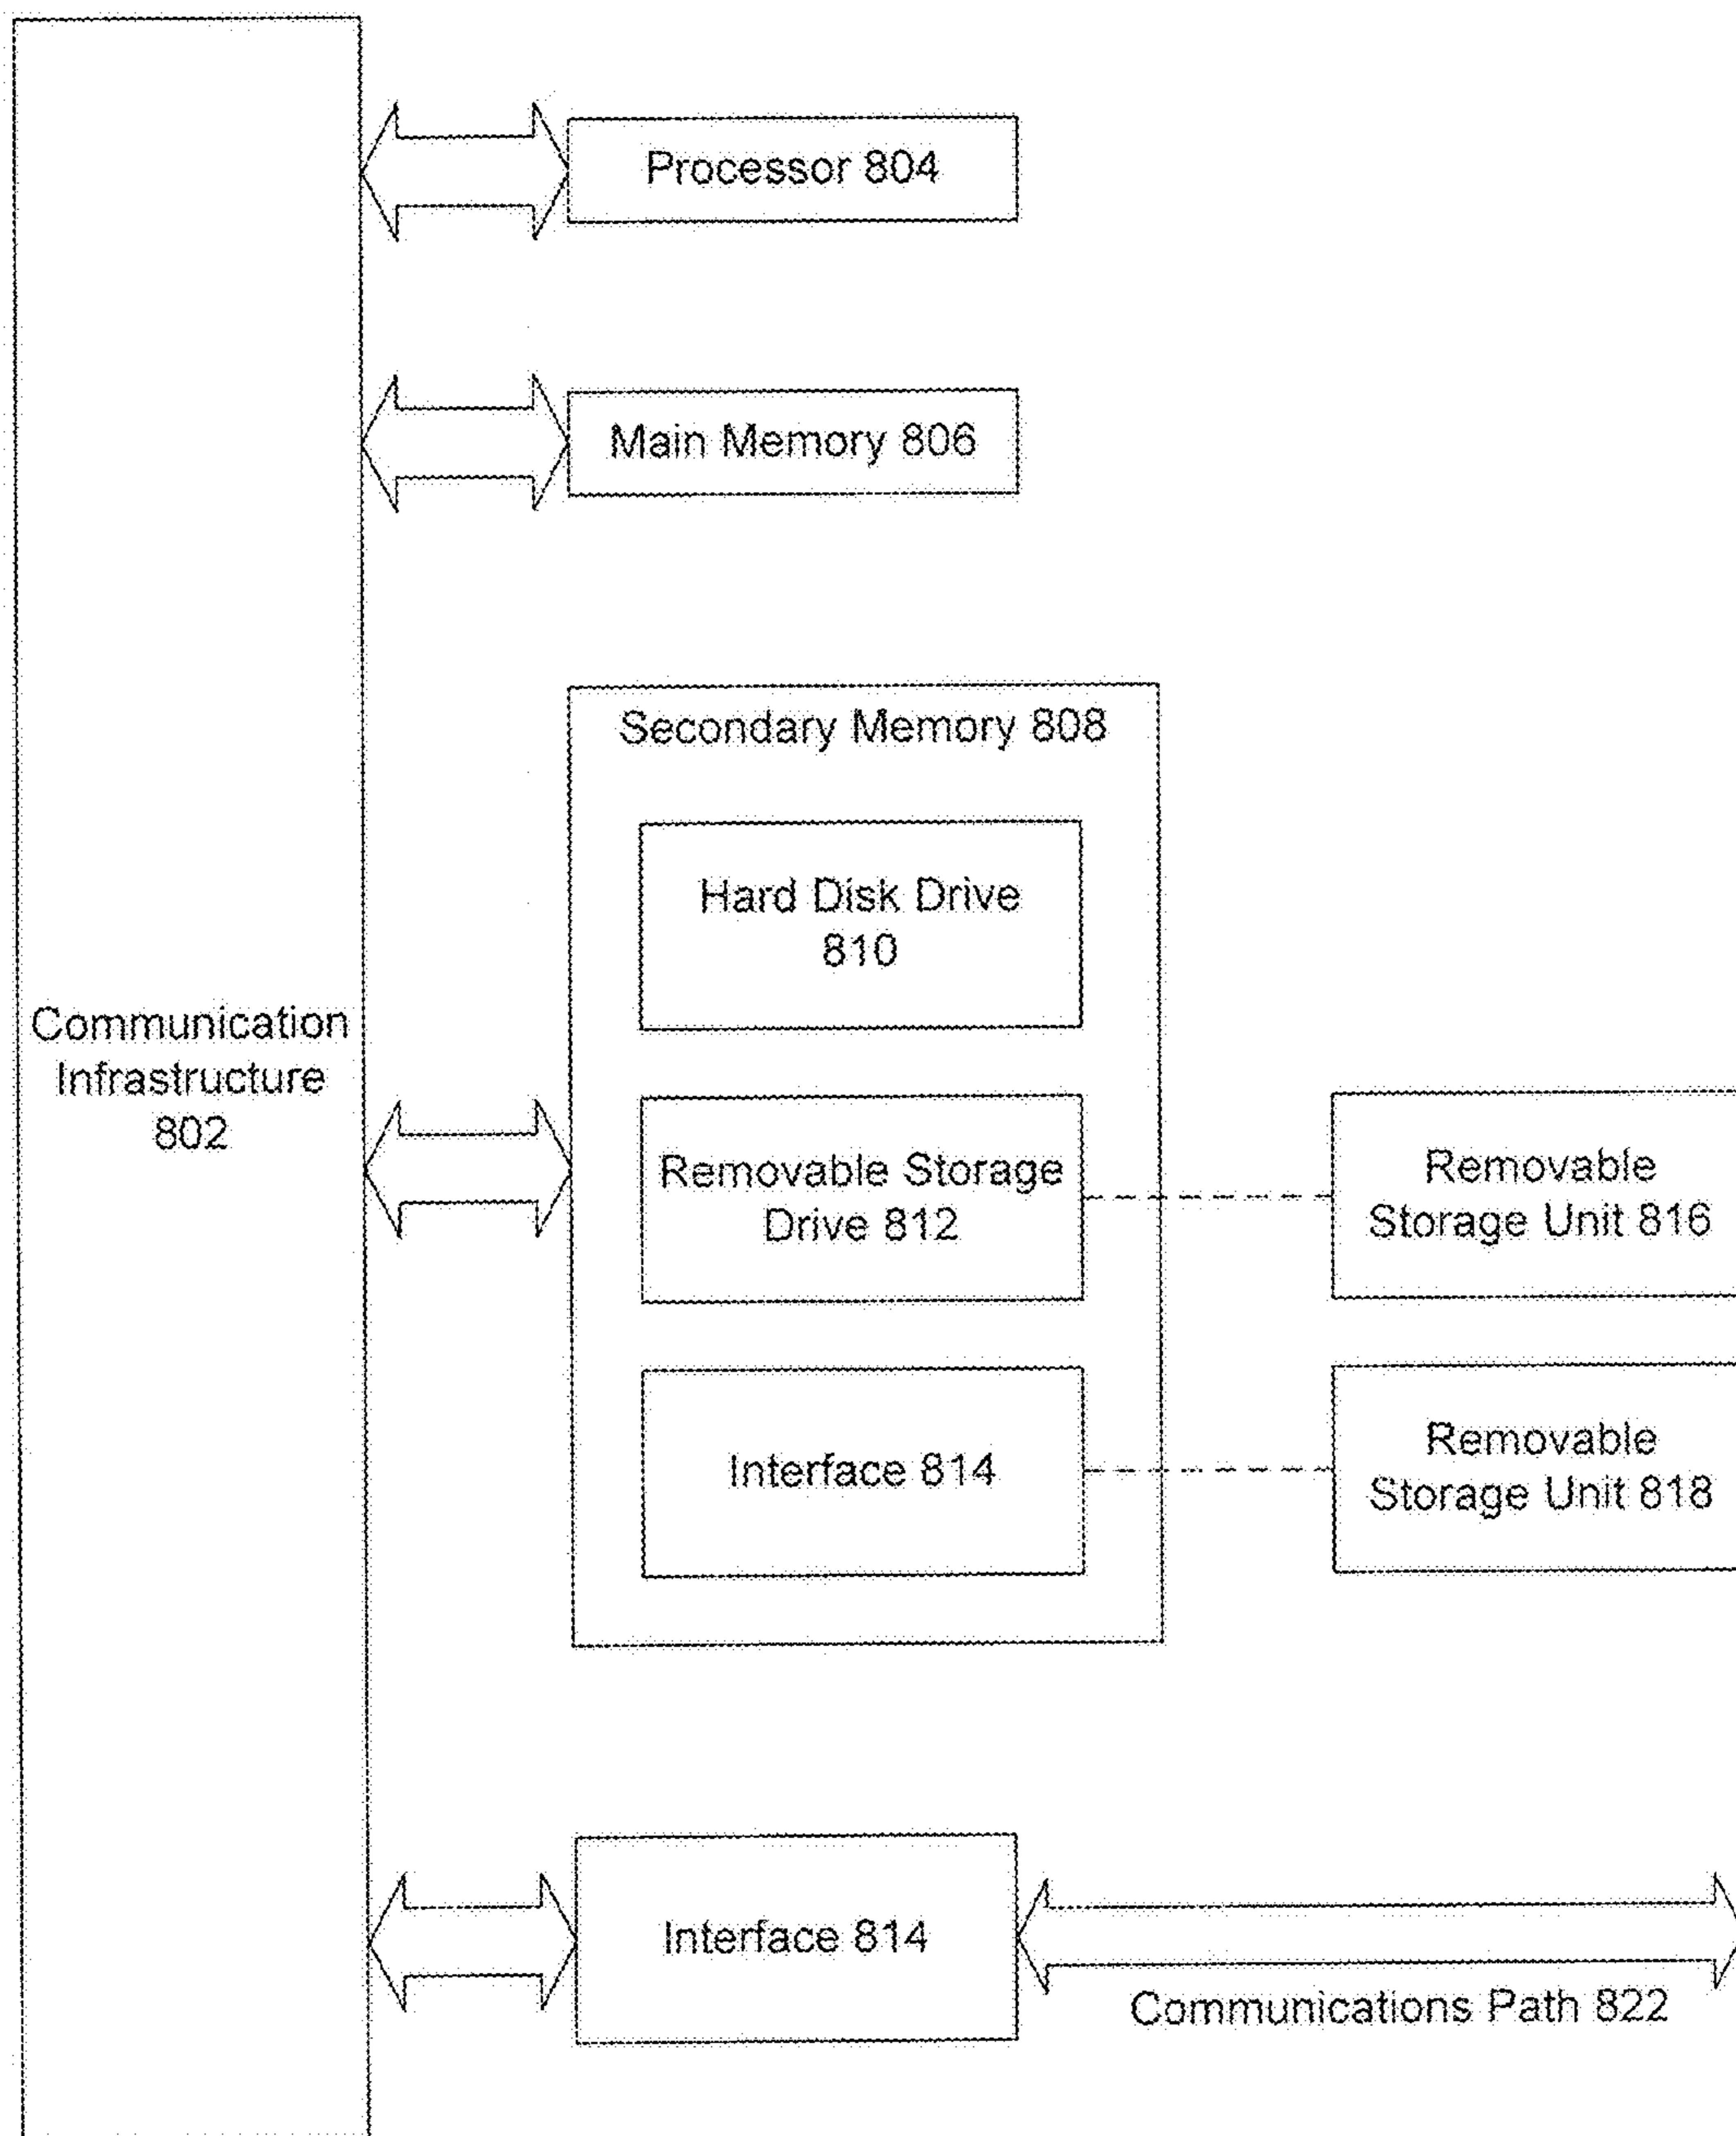 Processor 804
Main Memory 806
Secondary Memory 808
Hard Disk Drive
810
Communication
Infrastructure
802
Removable Storage
Drive 812
Removable
Storage Unit 816
Interface 814
Removable
Storage Unit 818
Interface 814
Communications Path 822